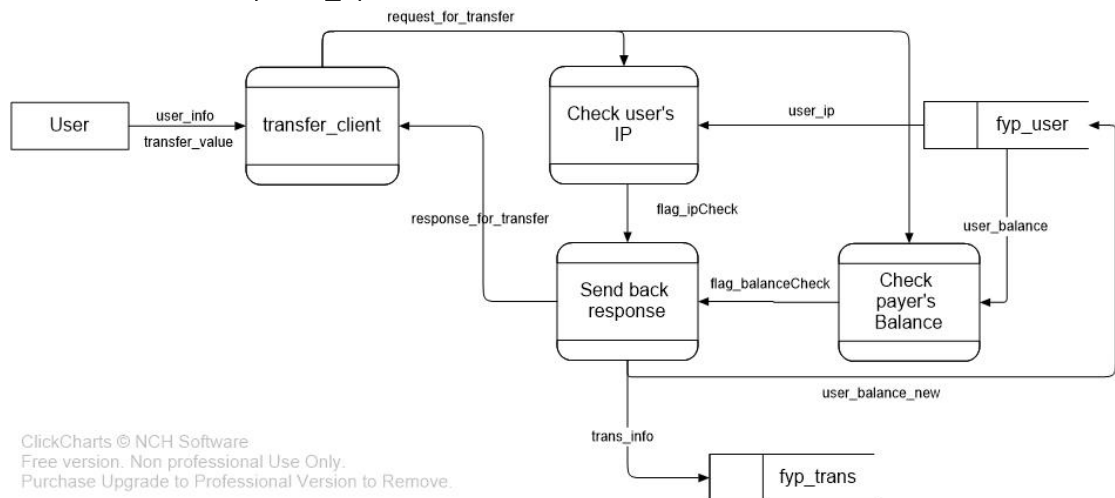 request_for_transfer
User
user_info
transfer_value
transfer_client
Check user's
IP
user_ip
fyp_user
response_for_transfer
flag_ipCheck
user_balance
Send back
response
flag_balanceCheck
Check
payer's
Balance
user_balance_new
trans_info
fyp_trans
ClickCharts © NCH Software
Free version. Non professional Use Only.
Purchase Upgrade to Professional Version to Remove.